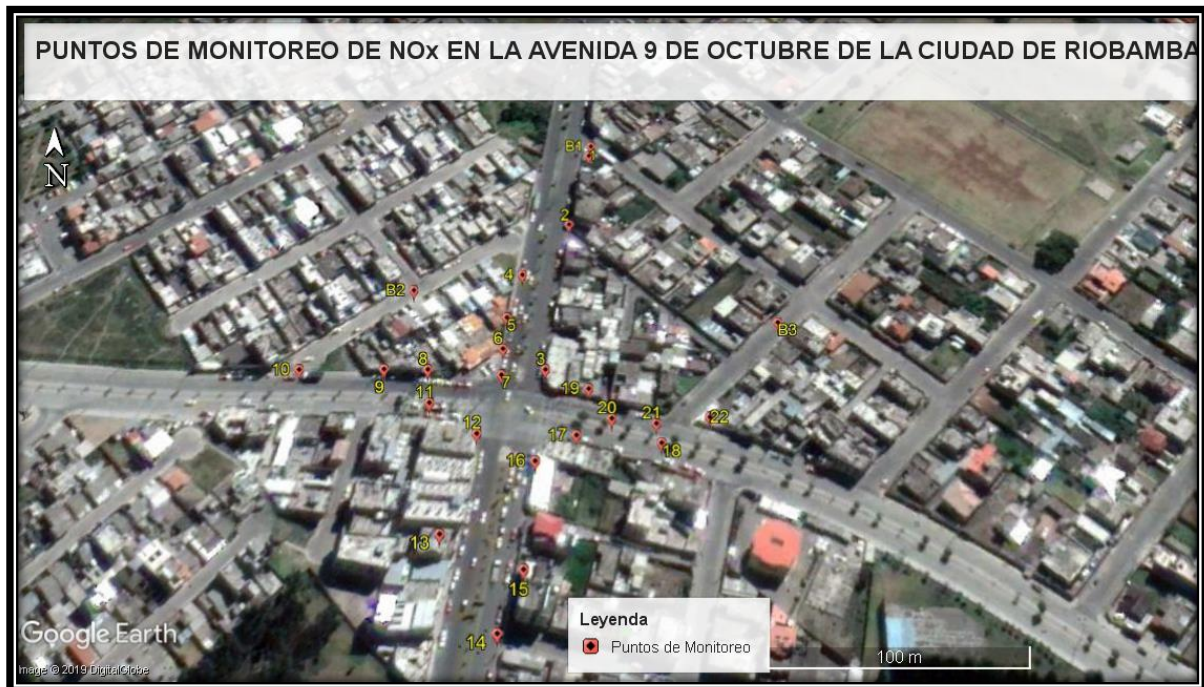 PUNTOS DE MONITOREO DE NOx EN LA AVENIDA 9 DE OCTUBRE DE LA CIUDAD DE RIOBAMBA
N
B1
1
2
4
B2
5
B3
6
10
9
8
7
3
19
11
20
21
22
12
17
18
16
13
15
14
Leyenda
Puntos de Monitoreo
100 m
Google Earth
Image © 2019 DigitalGlobe